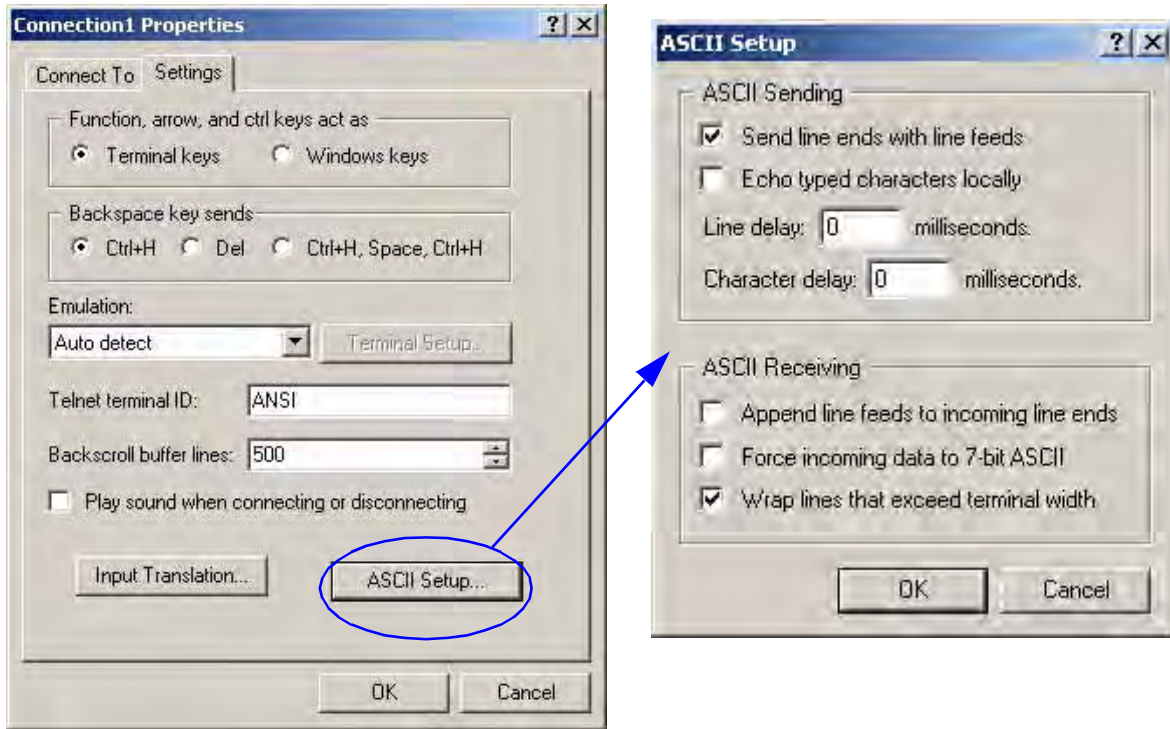 Connection1 Properties
Connect To
Settings
Function, arrow, and ctrl keys act as
Terminal keys
Windows keys
Backspace key sends
Ctrl+H
Del
Ctrl+H, Space, Ctrl+H
Emulation:
Auto detect
Terminal Setup...
Telnet terminal ID:
ANSI
Backscroll buffer lines:
500
Play sound when connecting or disconnecting
Input Translation...
ASCII Setup...
OK
Cancel
ASCII Setup
ASCII Sending
Send line ends with line feeds
Echo typed characters locally
Line delay: 0 milliseconds.
Character delay: 0 milliseconds.
ASCII Receiving
Append line feeds to incoming line ends
Force incoming data to 7-bit ASCII
Wrap lines that exceed terminal width
OK
Cancel